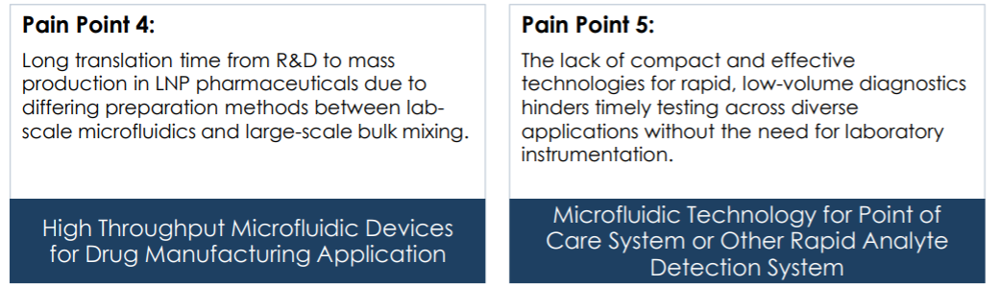 Pain Point 4:
Long translation time from R&D to mass
production in LNP pharmaceuticals due to
differing preparation methods between lab-
scale microfluidics and large-scale bulk mixing.
High Throughput Microfluidic Devices
for Drug Manufacturing Application
Pain Point 5:
The lack of compact and effective
technologies for rapid, low-volume diagnostics
hinders timely testing across diverse
applications without the need for laboratory
instrumentation.
Microfluidic Technology for Point of
Care System or Other Rapid Analyte
Detection System